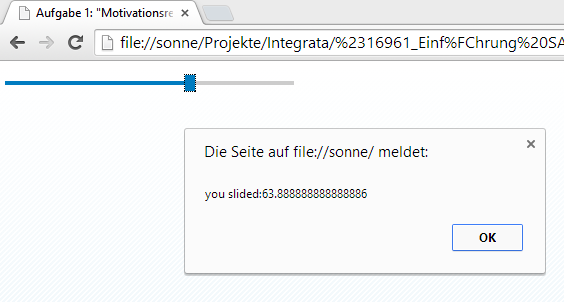 Aufgabe 1: "Motivationsre
file://sonne/Projekte/Integrata/%2316961_Einf%FChrung%20SA
Die Seite auf file://sonne/ meldet:
you slided:63.888888888888886
OK